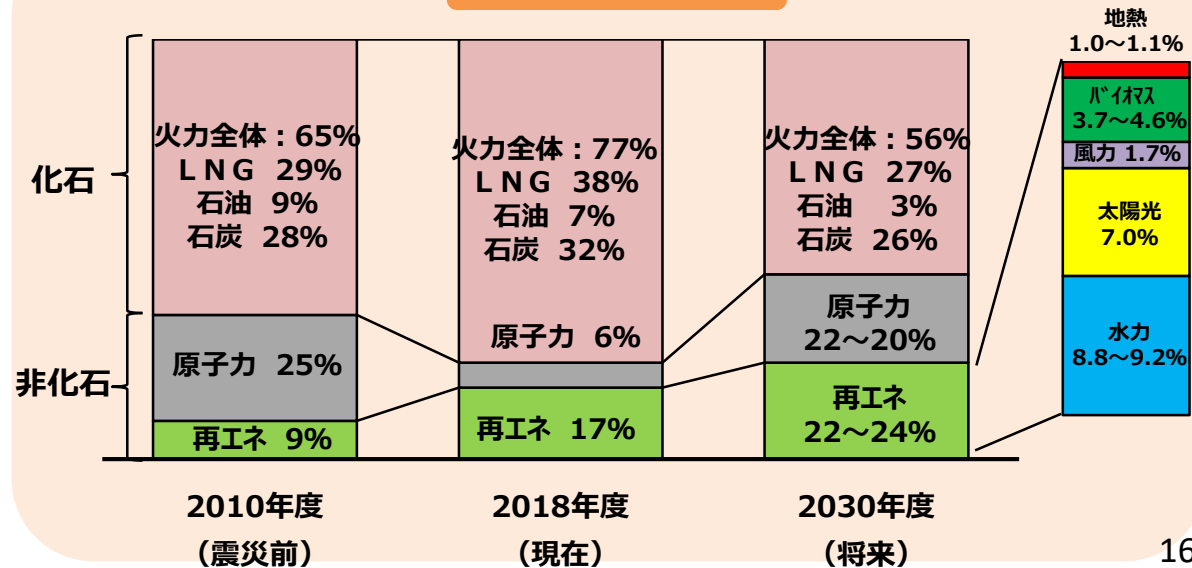 化石
非化石
火力全体：65%
ＬＮＧ 29%
石油 9%
石炭 28%
原子力 25%
再エネ 9%
2010年度
（震災前）
火力全体：77%
ＬＮＧ 38%
石油 7%
石炭 32%
原子力 6%
再エネ 17%
2018年度
（現在）
火力全体：56%
ＬＮＧ 27%
石油 3%
石炭 26%
原子力
22～20%
再エネ
22～24%
2030年度
（将来）
地熱
1.0～1.1%
ﾊﾞｲｵﾏｽ
3.7～4.6%
風力 1.7%
太陽光
7.0%
水力
8.8～9.2%
16